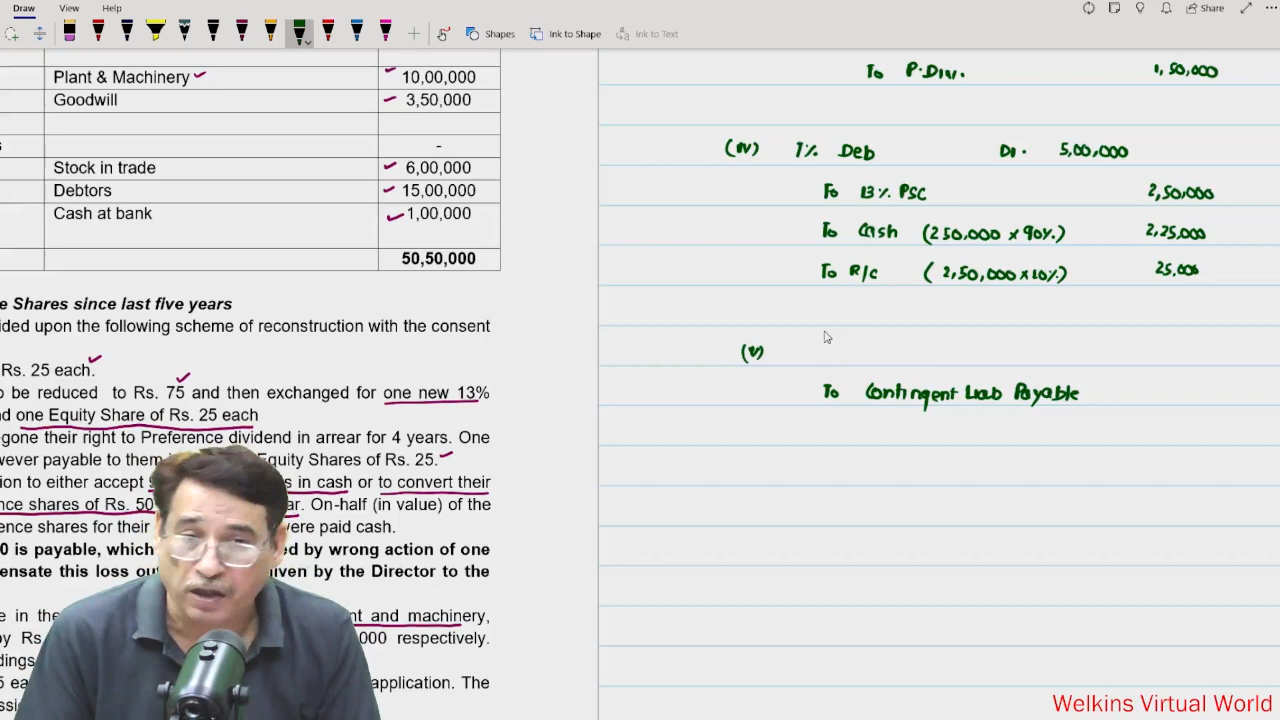 Draw View Help Share
Shapes Ink to Shape Ink to Text
Plant & Machinery 10,00,000
Goodwill 3,50,000
s -
Stock in trade 6,00,000
Debtors 15,00,000
Cash at bank 1,00,000
50,50,000
e Shares since last five years
ided upon the following scheme of reconstruction with the consent
Rs. 25 each.
o be reduced to Rs. 75 and then exchanged for one new 13%
nd one Equity Share of Rs. 25 each
gone their right to Preference dividend in arrear for 4 years. One
wever payable to them Equity Shares of Rs. 25.
ion to either accept s in cash or to convert their
nce shares of Rs. 50 ar. On-half (in value) of the
rence shares for their were paid cash.
0 is payable, which ed by wrong action of one
ensate this loss ou iven by the Director to the
e in the nt and machinery,
by Rs. 000 respectively.
dings
5 ea application. The
ssi
To P. Div. 1,50,000
(iv) 7% Deb Dr. 5,00,000
To 13% PSC 2,50,000
To Cash (250,000 x 90%) 2,25,000
To R/c (2,50,000 x 10%) 25,000
(v)
To Contingent Liab Payable
Welkins Virtual World